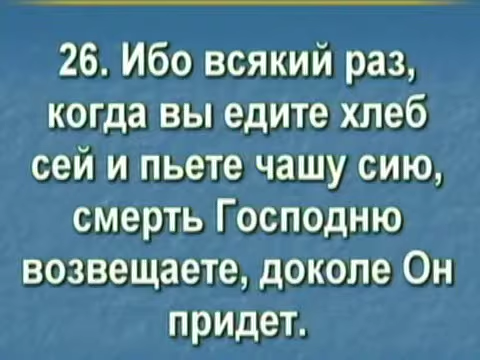 26. Ибо всякий раз,
когда вы едите хлеб
сей и пьете чашу сию,
смерть Господню
возвещаете, доколе Он
придет.